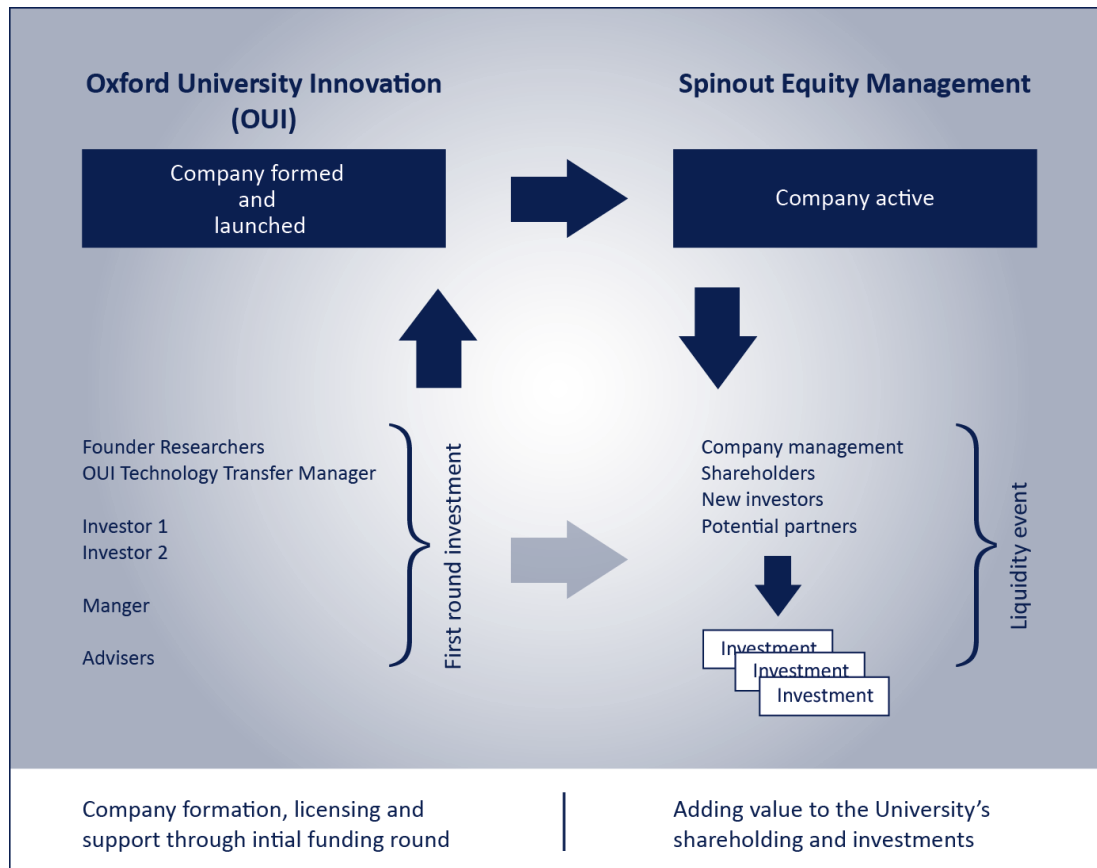 Oxford University Innovation
(OUI)
Company formed
and
launched
Founder Researchers
OUI Technology Transfer Manager
Investor 1
Investor 2
Manger
Advisers
First round investment
Spinout Equity Management
Company active
Company management
Shareholders
New investors
Potential partners
Investment
Investment
Investment
Liquidity event
Company formation, licensing and
support through intial funding round
Adding value to the University’s
shareholding and investments